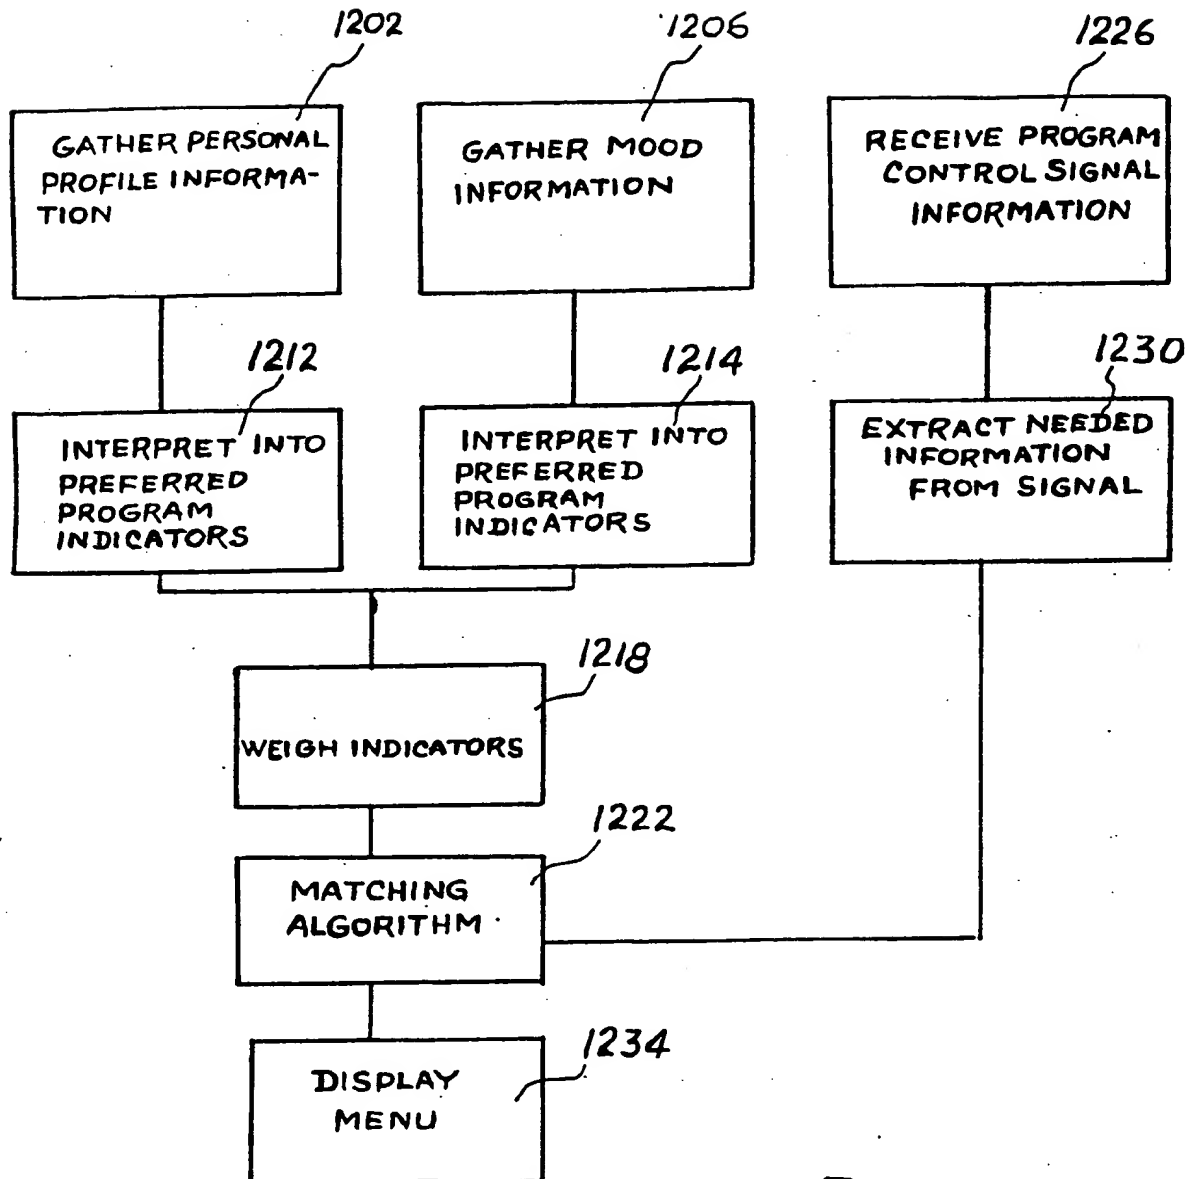 1202
GATHER PERSONAL
PROFILE INFORMA-
TION
1206
GATHER MOOD
INFORMATION
1226
RECEIVE PROGRAM
CONTROL SIGNAL
INFORMATION
1212
INTERPRET INTO
PREFERRED
PROGRAM
INDICATORS
1214
INTERPRET INTO
PREFERRED
PROGRAM
INDICATORS
1230
EXTRACT NEEDED
INFORMATION
FROM SIGNAL
1218
WEIGH INDICATORS
1222
MATCHING
ALGORITHM
1234
DISPLAY
MENU